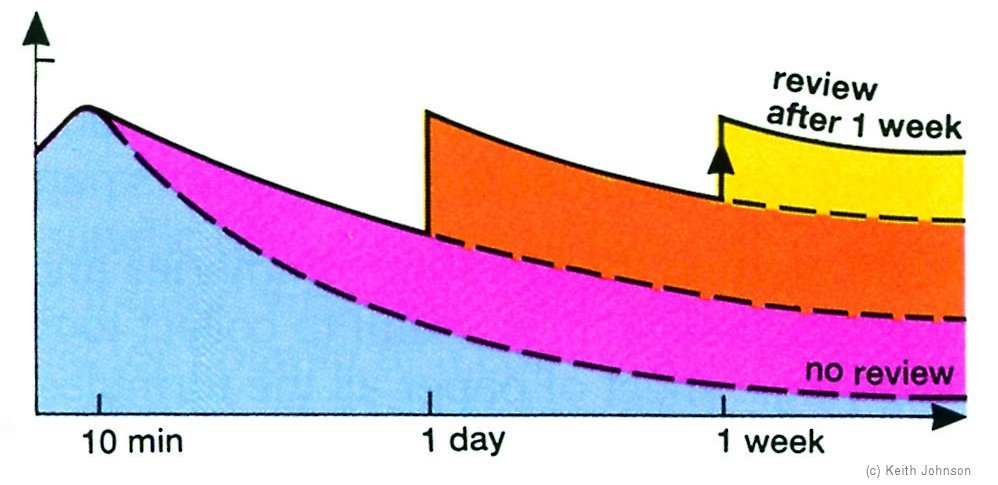 review
after 1 week
no review
10 min
1 day
1 week
(c) Keith Johnson